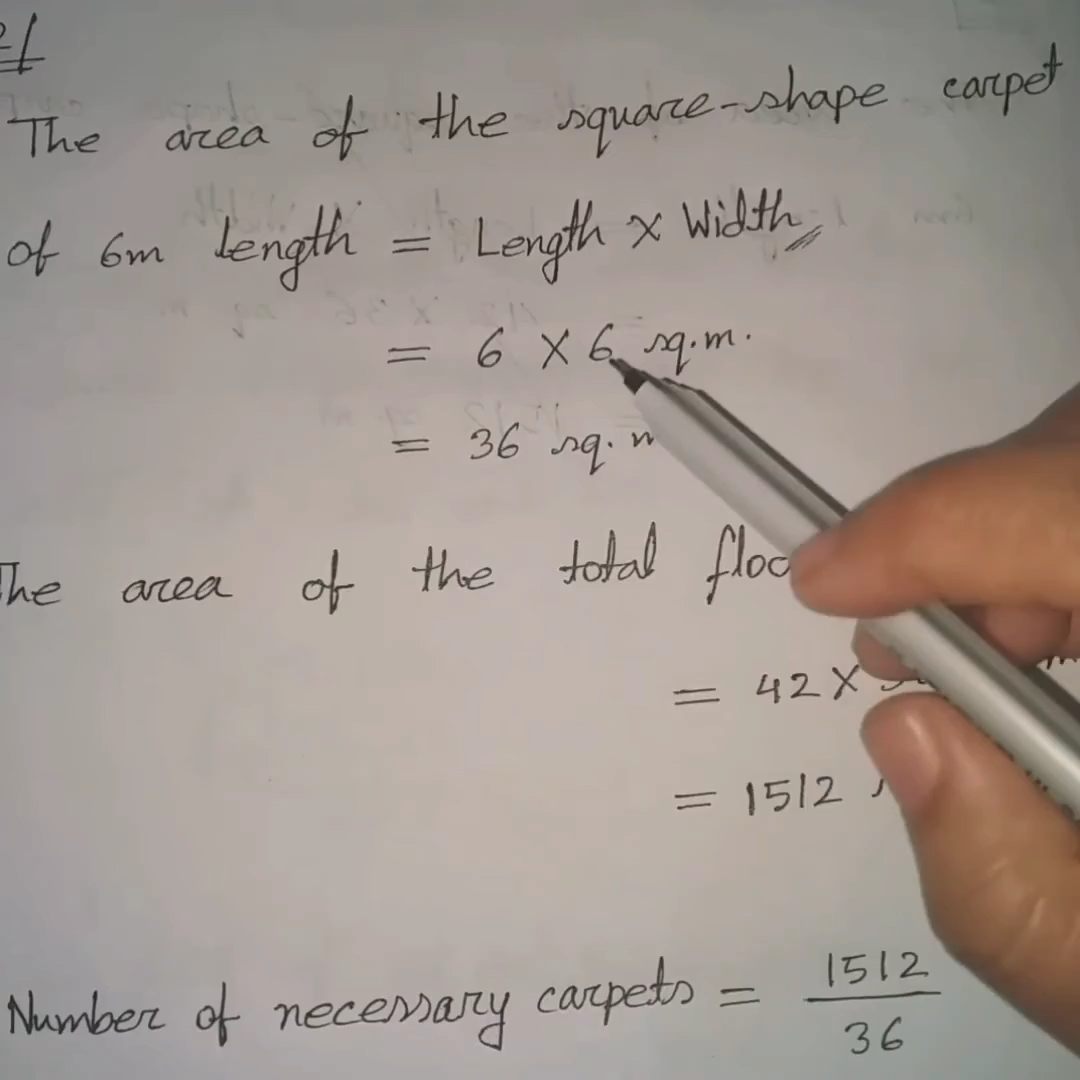 The area of the square-shape carpet
of 6m length = Length x Width
= 6 X 6 sq.m.
= 36 sq.
The area of the total
= 42 X
= 1512
Number of necessary carpets = 1512
36